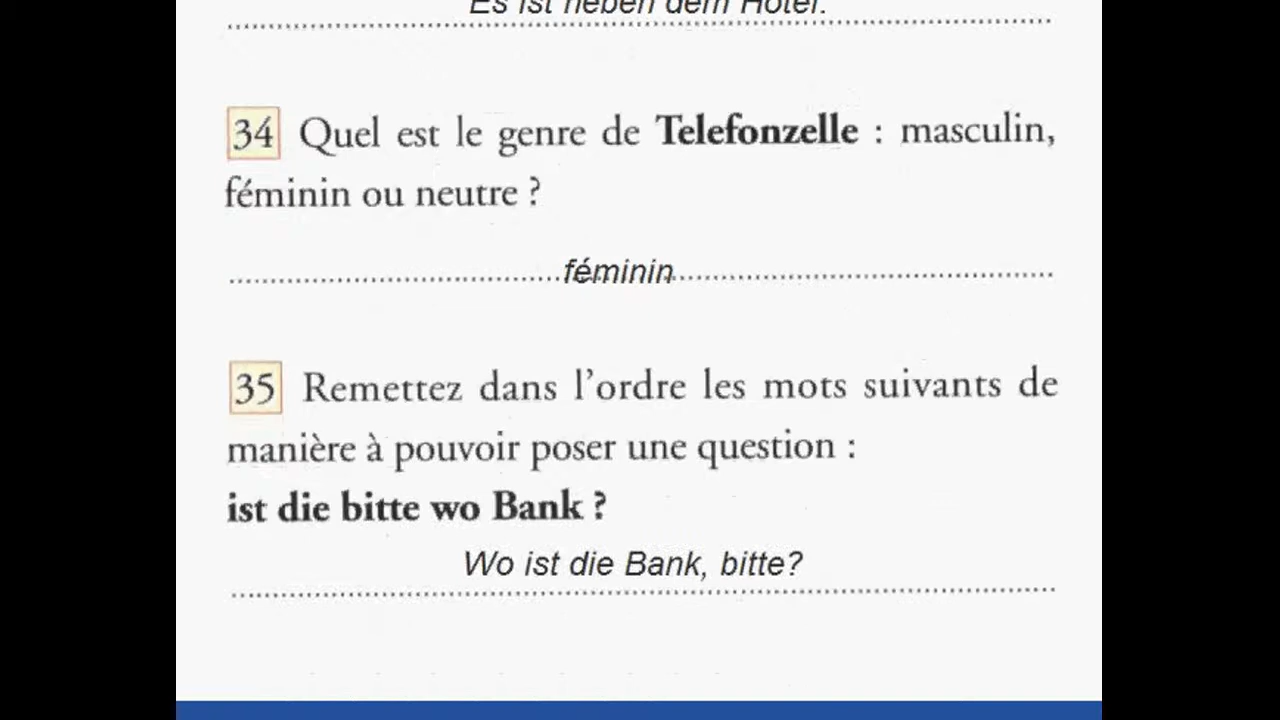 Es ist neben dem Hotel.
34 Quel est le genre de Telefonzelle : masculin,
féminin ou neutre ?
féminin
35 Remettez dans l'ordre les mots suivants de
manière à pouvoir poser une question :
ist die bitte wo Bank ?
Wo ist die Bank, bitte?